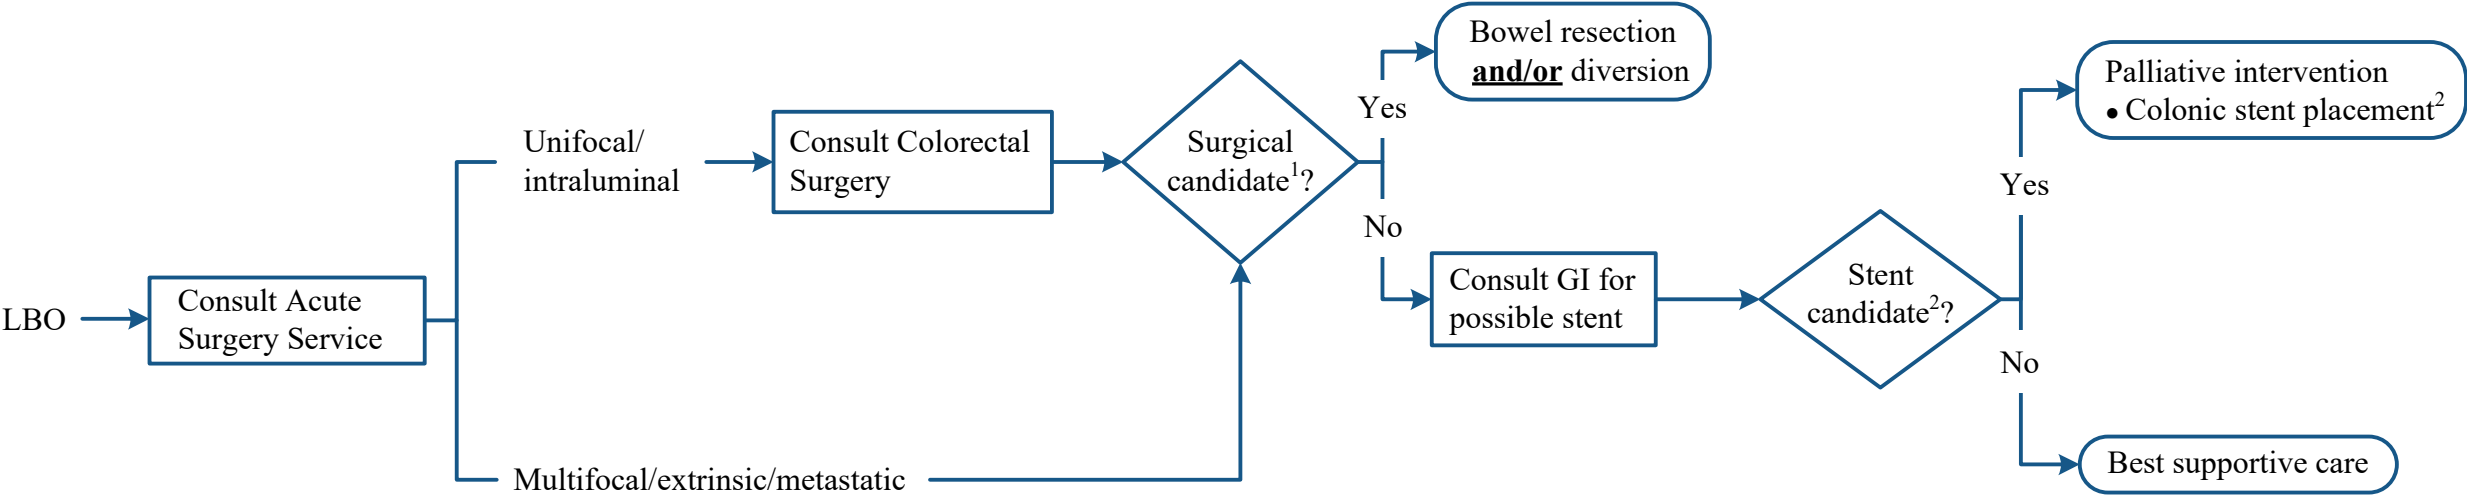 LBO
Consult Acute
Surgery Service
Unifocal/
intraluminal
Consult Colorectal
Surgery
Multifocal/extrinsic/metastatic
Surgical
candidate¹?
Yes
Bowel resection
and/or diversion
No
Consult GI for
possible stent
Stent
candidate²?
Yes
Palliative intervention
• Colonic stent placement²
No
Best supportive care